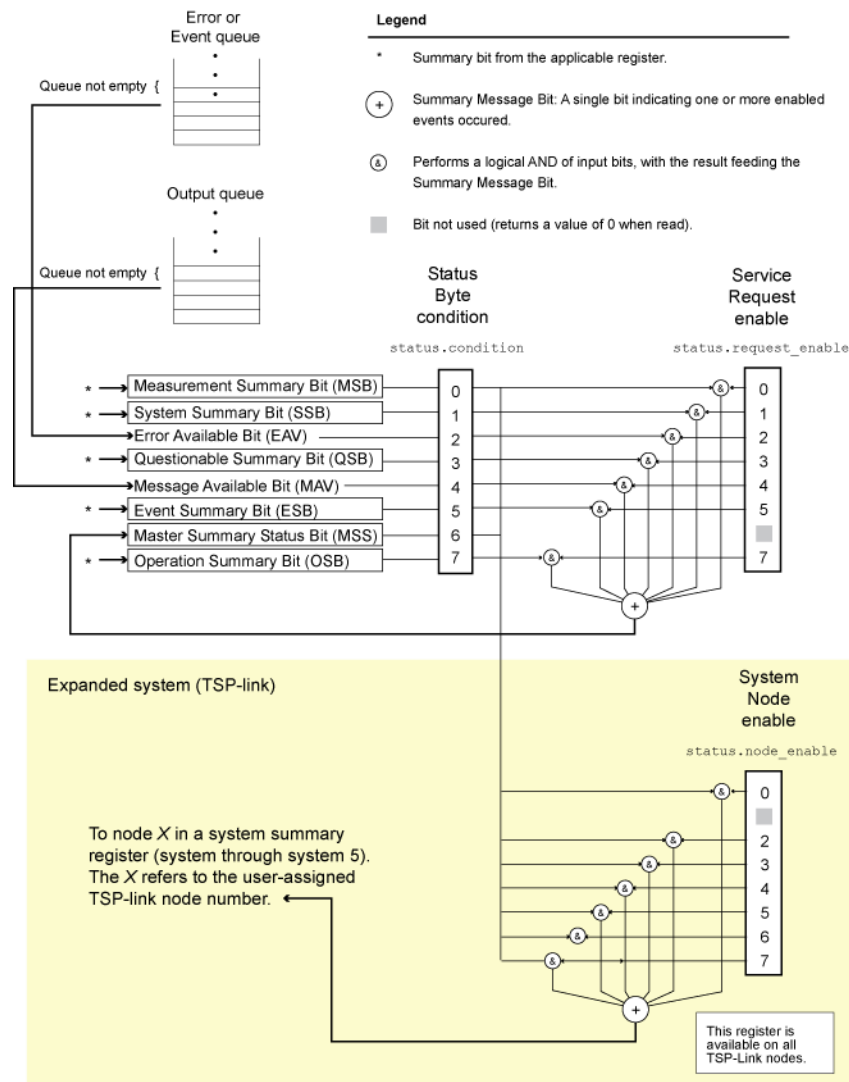 Error or
Event queue
Queue not empty {
Output queue
Queue not empty {
Legend
* Summary bit from the applicable register.
+ Summary Message Bit: A single bit indicating one or more enabled
events occured.
& Performs a logical AND of input bits, with the result feeding the
Summary Message Bit.
Bit not used (returns a value of 0 when read).
Status
Byte
condition
status.condition
Service
Request
enable
status.request_enable
* Measurement Summary Bit (MSB) 0 & 0
* System Summary Bit (SSB) 1 & 1
Error Available Bit (EAV) 2 & 2
* Questionable Summary Bit (QSB) 3 & 3
Message Available Bit (MAV) 4 & 4
* Event Summary Bit (ESB) 5 & 5
Master Summary Status Bit (MSS) 6
* Operation Summary Bit (OSB) 7 & 7
+
Expanded system (TSP-link)
System
Node
enable
status.node_enable
& 0
& 2
& 3
& 4
& 5
& 6
& 7
+
To node X in a system summary
register (system through system 5).
The X refers to the user-assigned
TSP-link node number.
This register is
available on all
TSP-Link nodes.